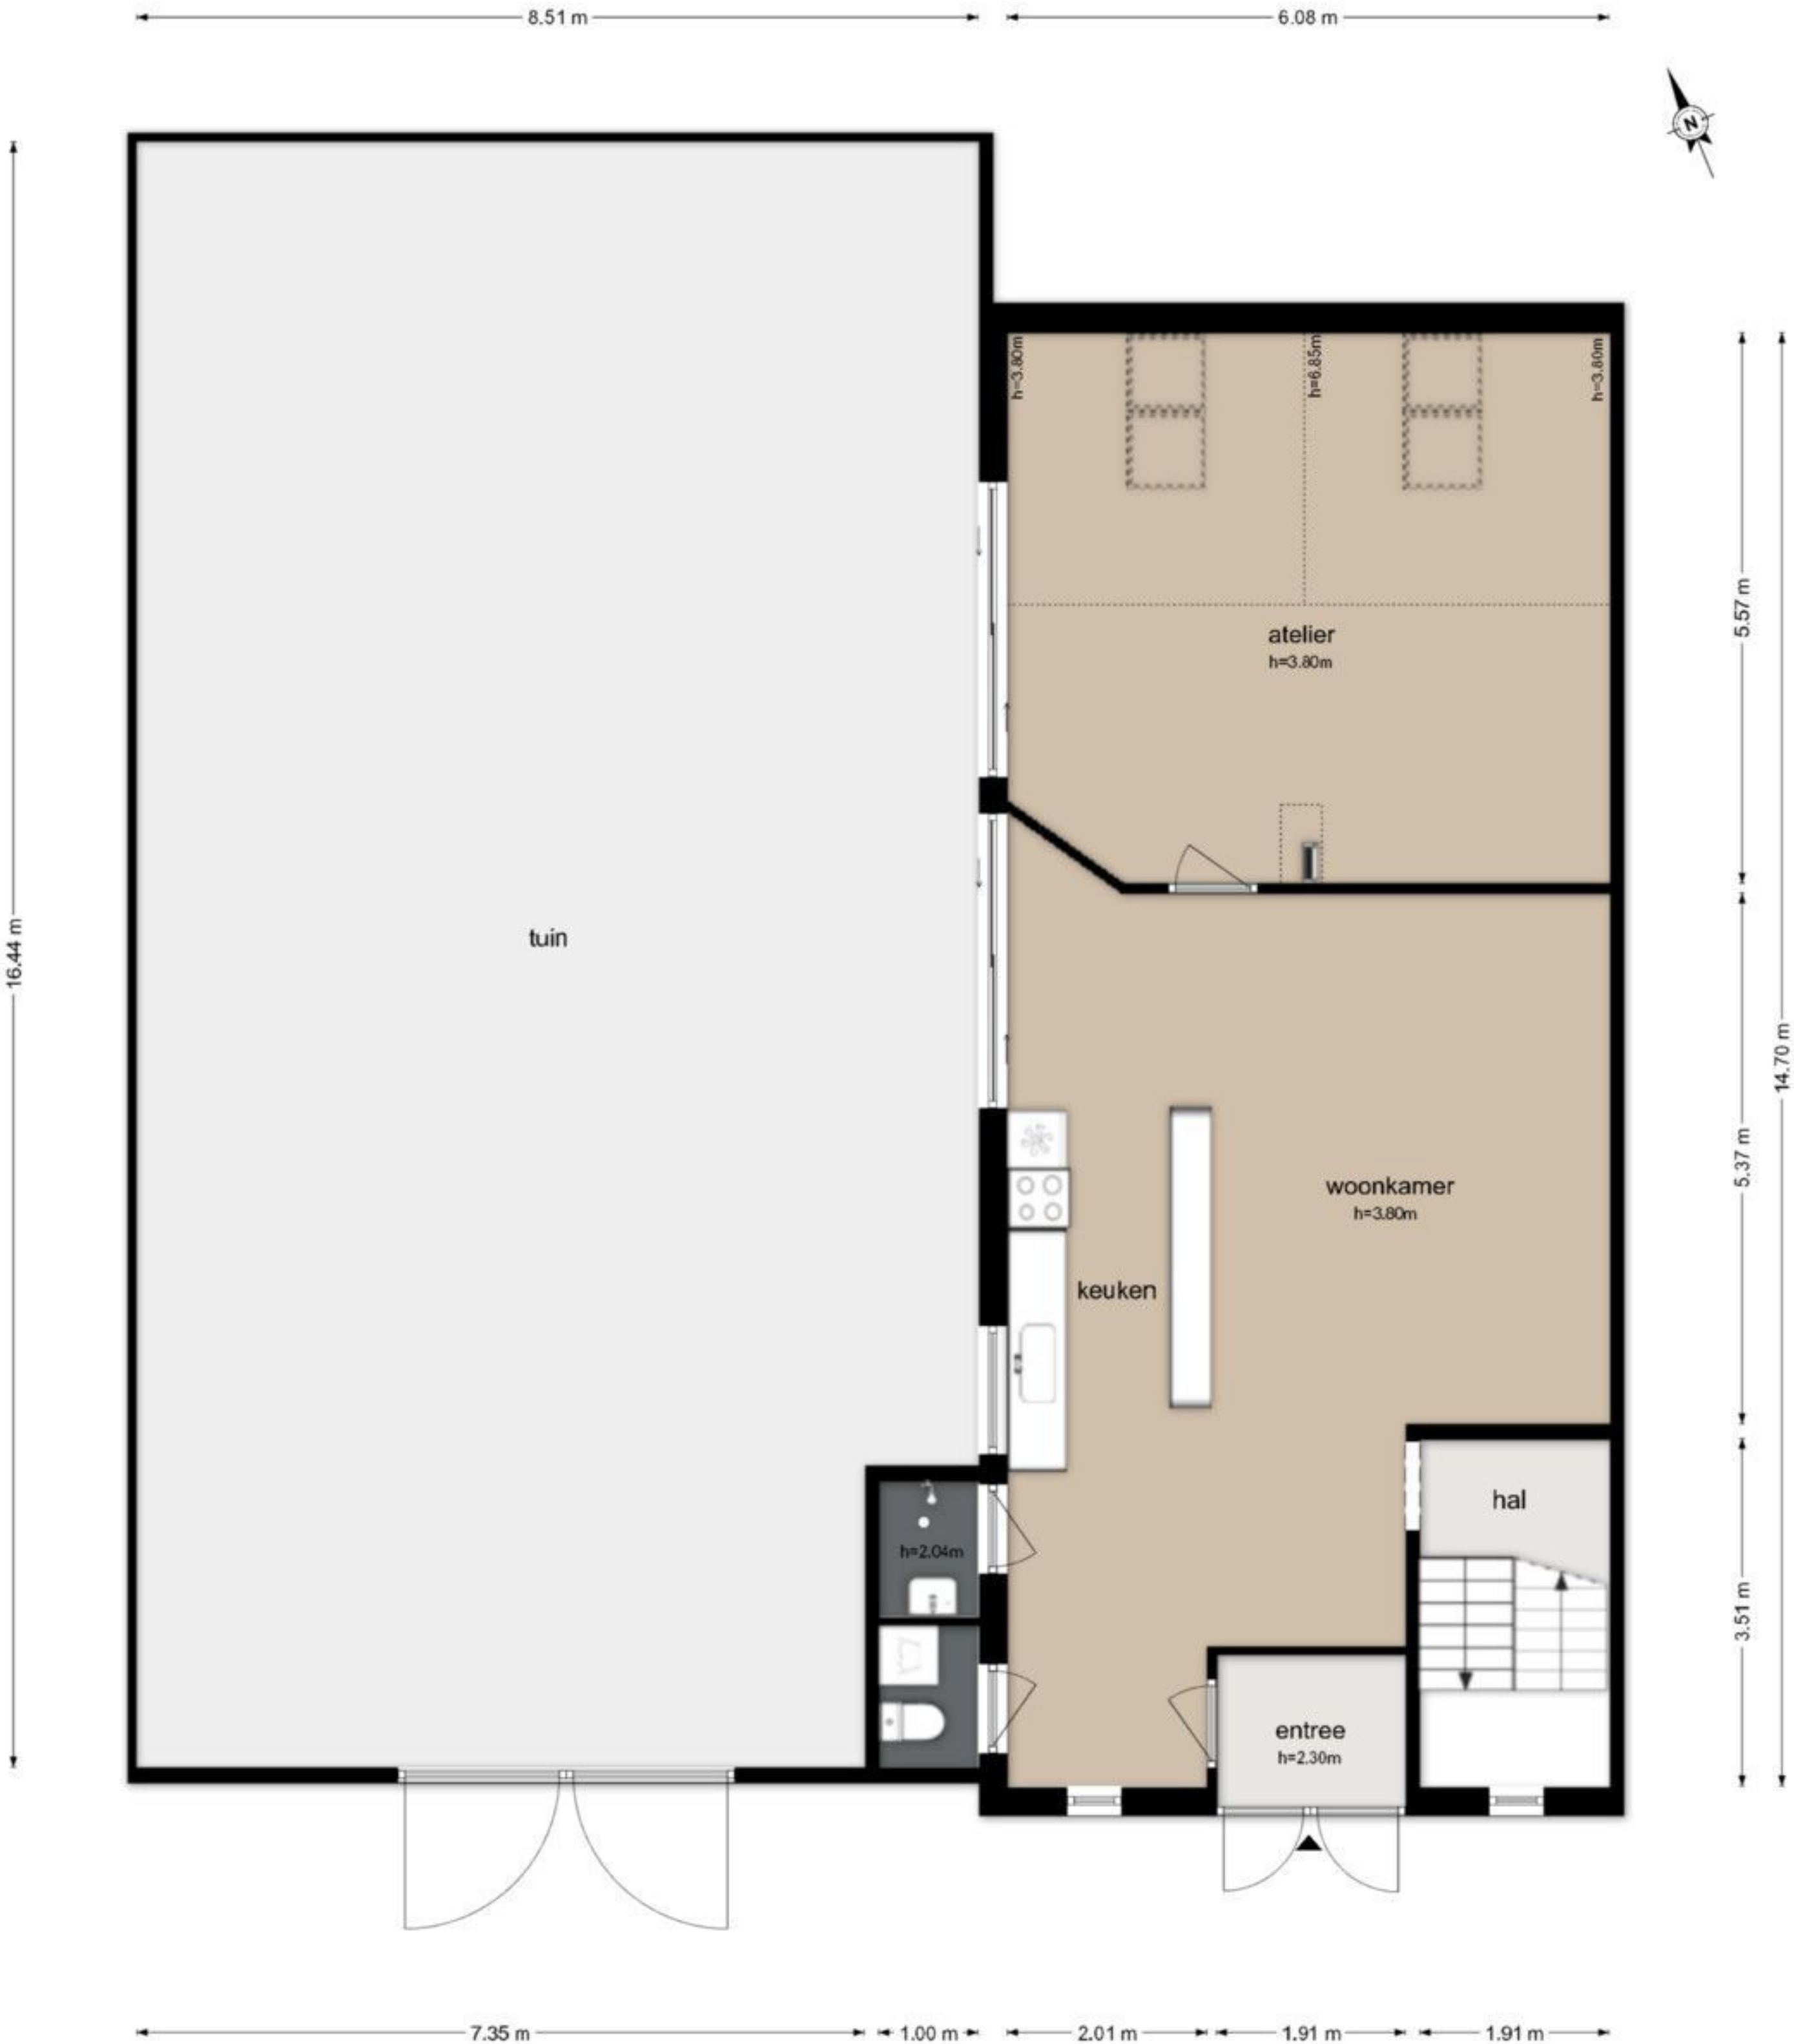 8.51 m
6.08 m
N
h=3.80m
h=6.85m
h=3.80m
atelier
h=3.80m
5.57 m
tuin
16.44 m
14.70 m
5.37 m
woonkamer
h=3.80m
keuken
hal
h=2.04m
3.51 m
entree
h=2.30m
7.35 m
1.00 m
2.01 m
1.91 m
1.91 m